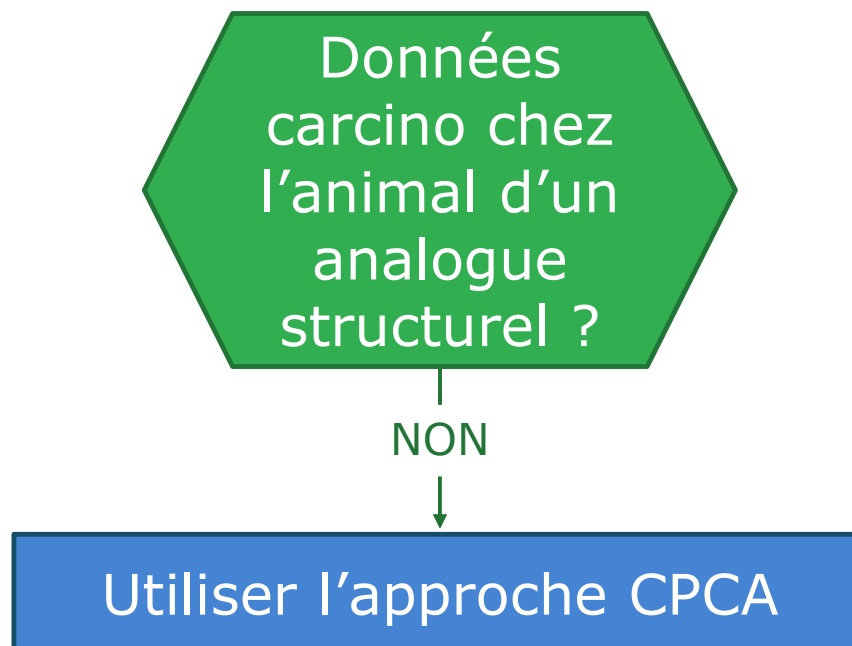 Données
carcino chez
l’animal d’un
analogue
structurel ?
NON
Utiliser l’approche CPCA